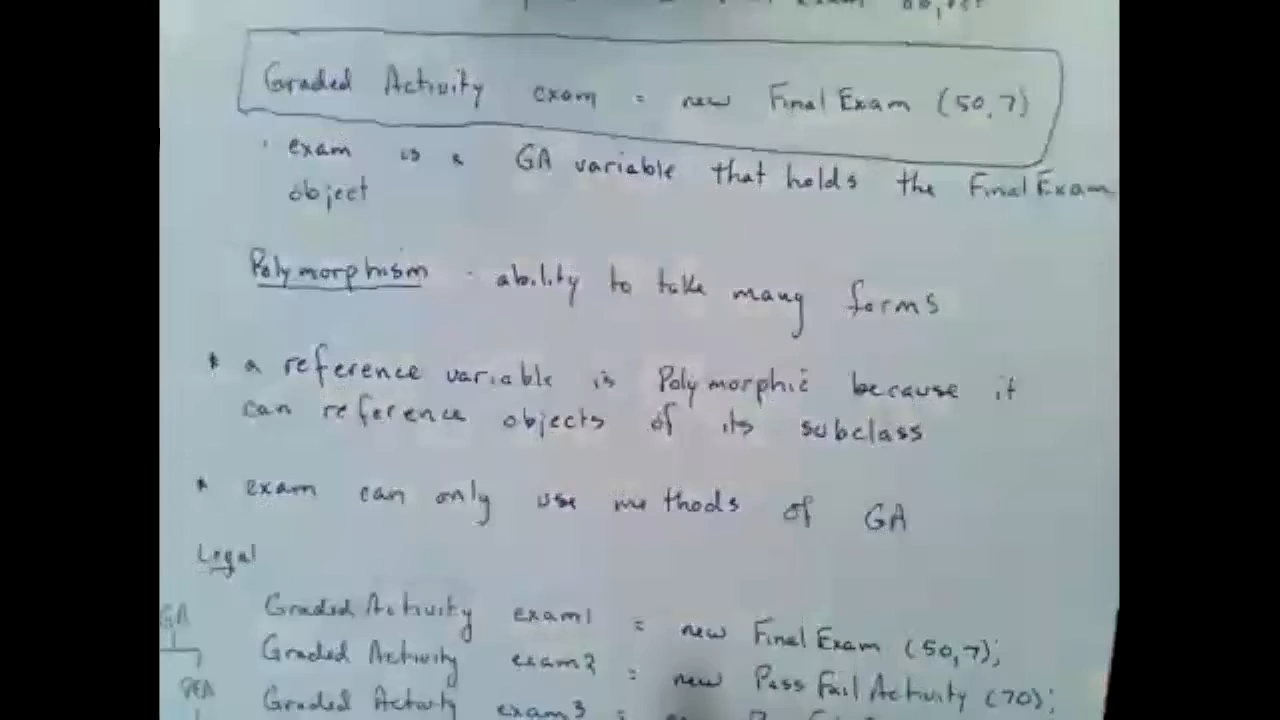 exam object
Graded Activity exam = new Final Exam (50,7)
· exam is a GA variable that holds the Final Exam
object
Polymorphism · ability to take many forms
* a reference variable is Polymorphic because it
can reference objects of its subclass
* exam can only use methods of GA
Legal
GA
Graded Activity exam1 = new Final Exam (50,7);
Graded Activity exam2 = new Pass Fail Activity (70);
Graded Activity exam3 =